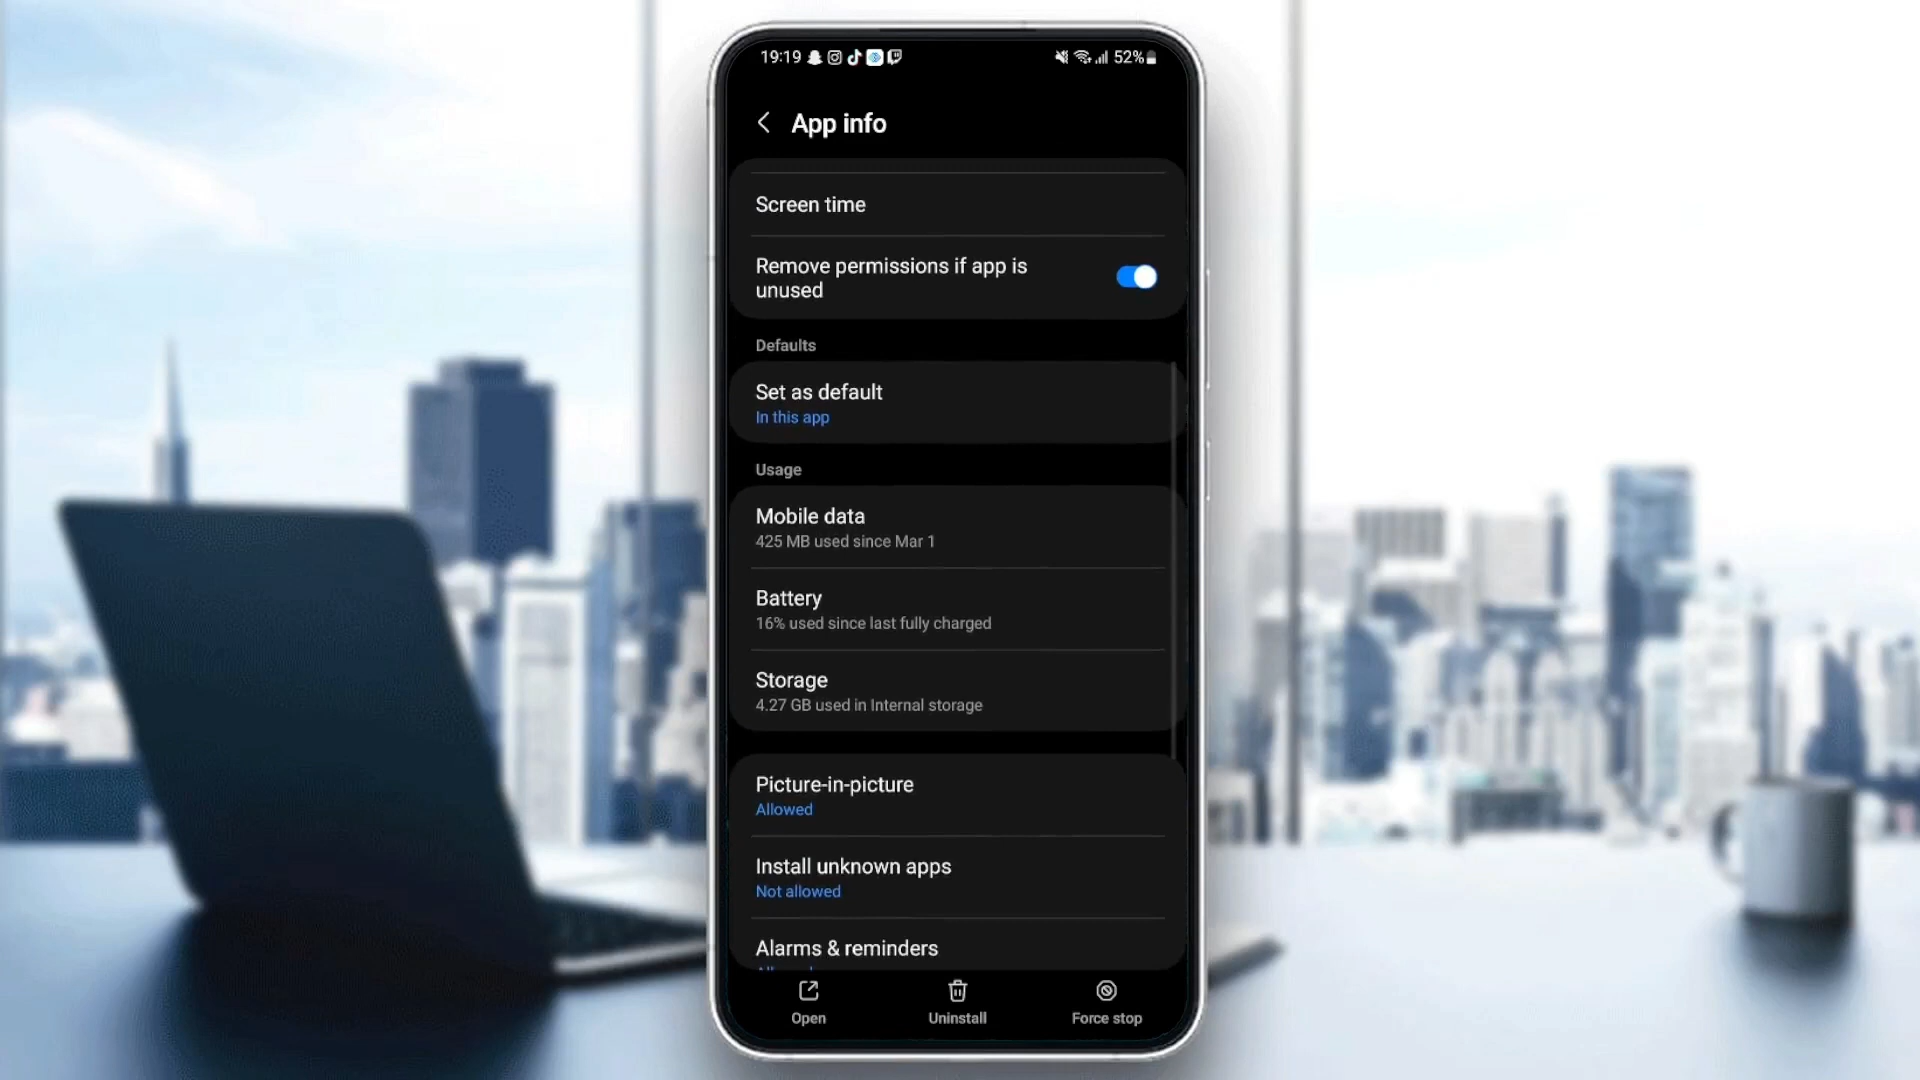 19:19
52%
App info
Screen time
Remove permissions if app is
unused
Defaults
Set as default
In this app
Usage
Mobile data
425 MB used since Mar 1
Battery
16% used since last fully charged
Storage
4.27 GB used in Internal storage
Picture-in-picture
Allowed
Install unknown apps
Not allowed
Alarms & reminders
Open
Uninstall
Force stop